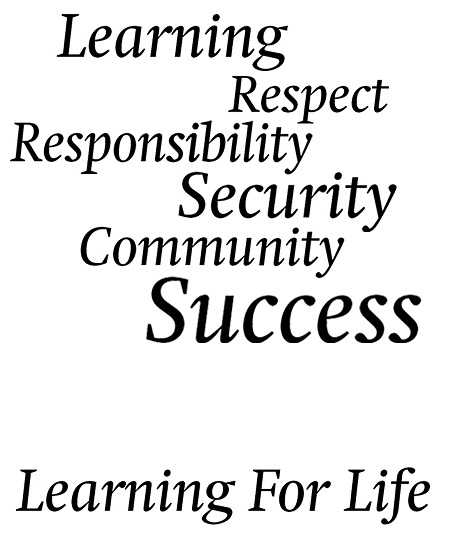 Learning
Respect
Responsibility
Security
Community
Success
Learning For Life